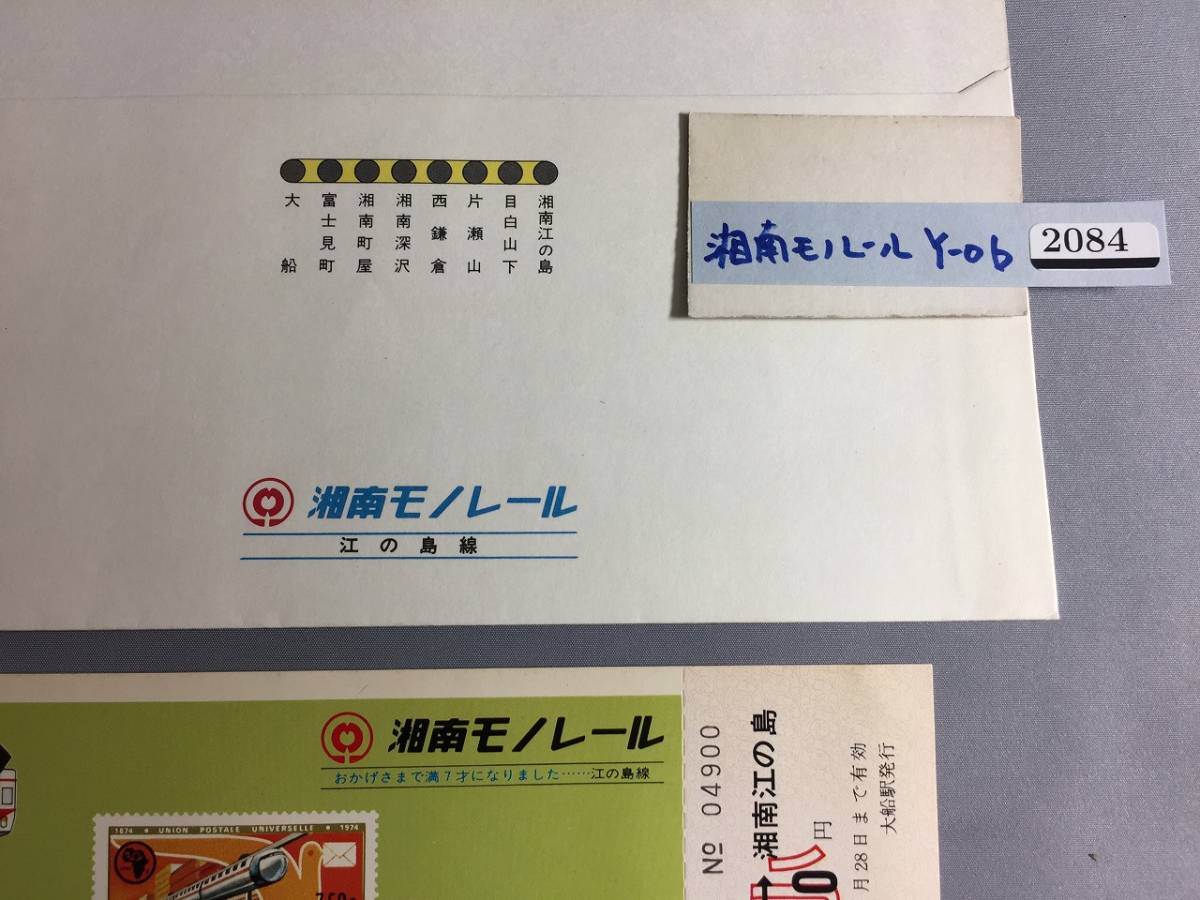 大船
富士見町
湘南町屋
湘南深沢
西鎌倉
片瀬山
目白山下
湘南江の島
湘南モノレール Y-06
2084
湘南モノレール
江の島線
湘南モノレール
おかげさまで満7才になりました……江の島線
1874 • UNION POSTALE UNIVERSELLE • 1974
№ 04900
湘南江の島
0円
月28日まで有効
大船駅発行